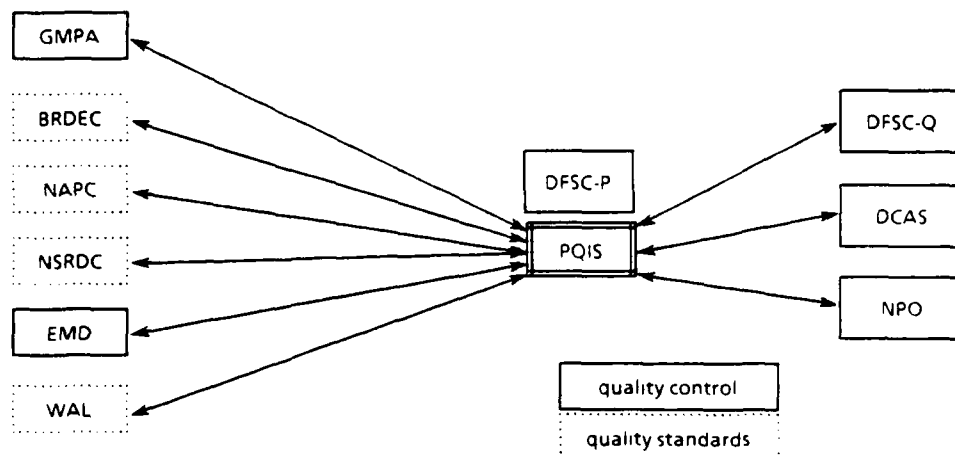 GMPA
BRDEC
NAPC
NSRDC
EMD
WAL
DFSC-P
PQIS
DFSC-Q
DCAS
NPO
quality control
quality standards